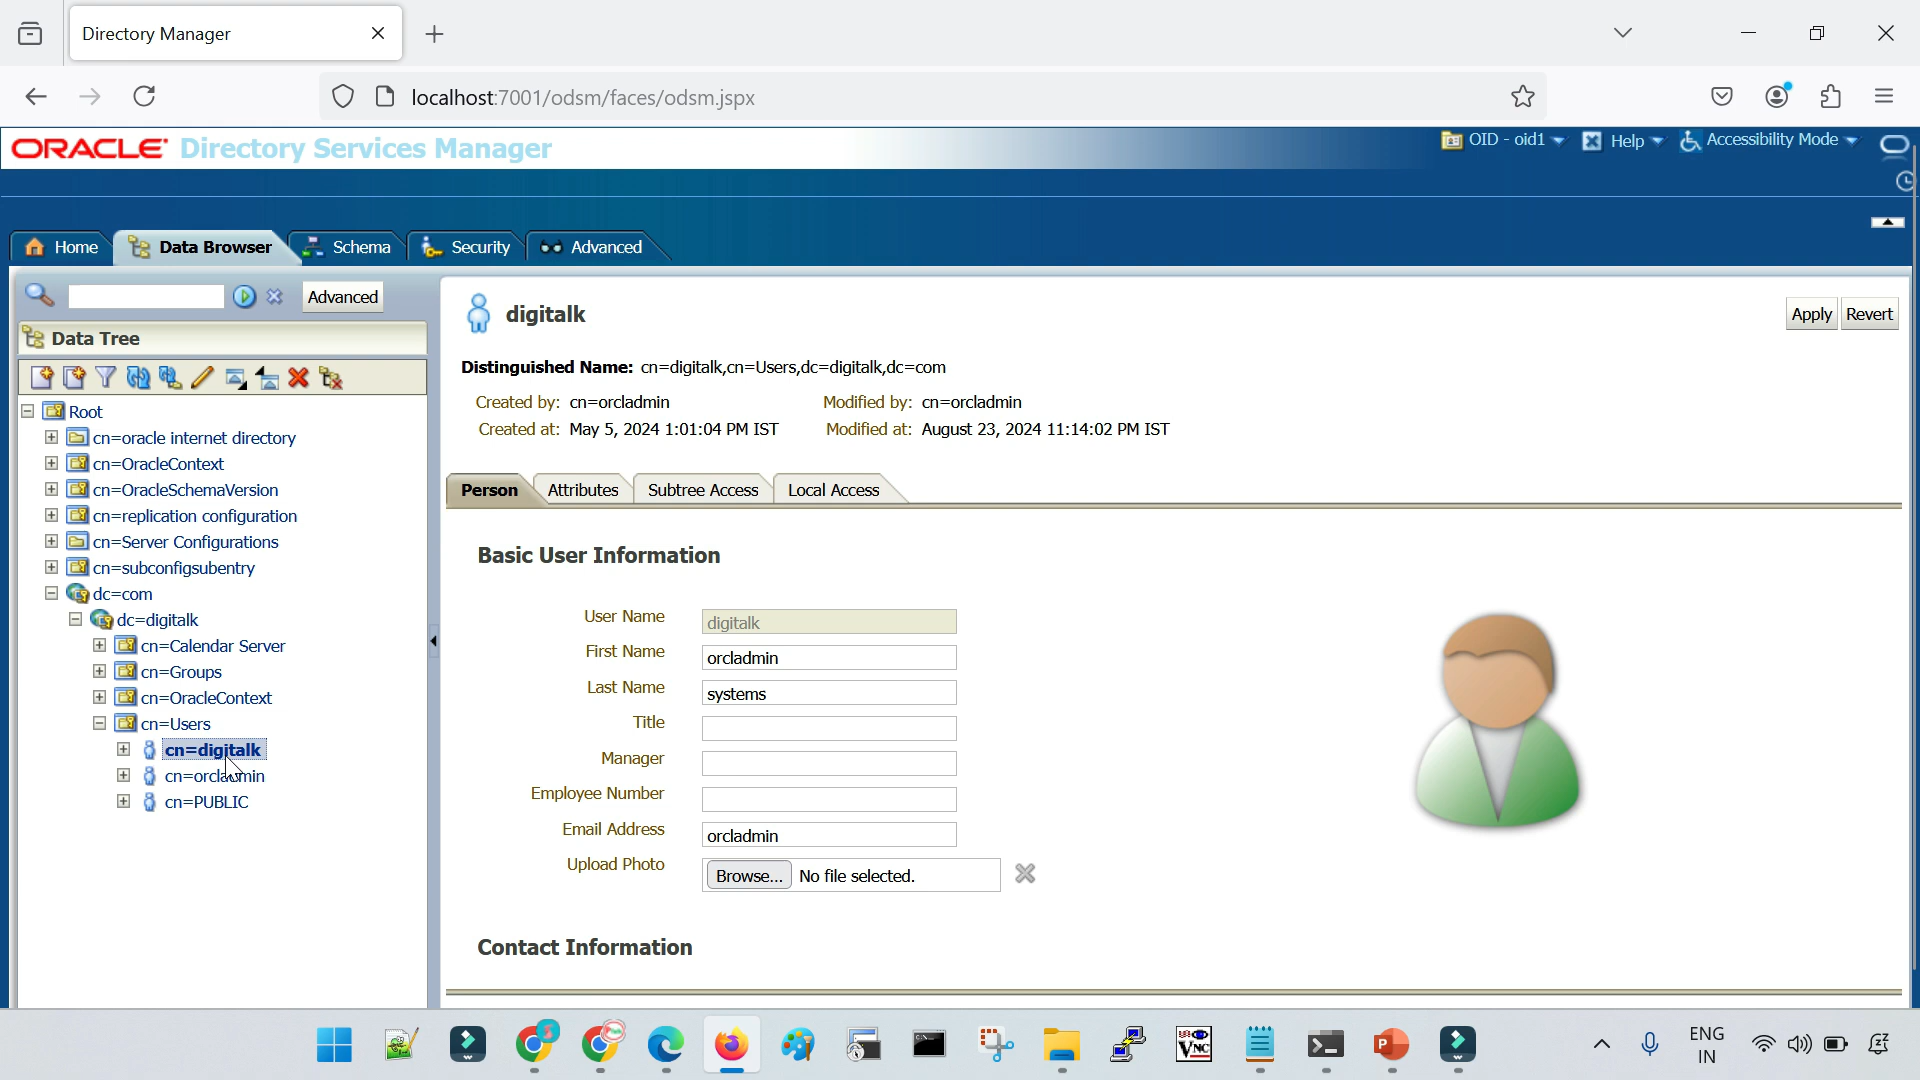 Directory Manager
localhost:7001/odsm/faces/odsm.jspx
ORACLE Directory Services Manager
OID - oid1 Help Accessibility Mode
Home Data Browser Schema Security Advanced
Advanced
Data Tree
Root
cn=oracle internet directory
cn=OracleContext
cn=OracleSchemaVersion
cn=replication configuration
cn=Server Configurations
cn=subconfigsubentry
dc=com
dc=digitalk
cn=Calendar Server
cn=Groups
cn=OracleContext
cn=Users
cn=digitalk
cn=orcladmin
cn=PUBLIC
digitalk
Apply Revert
Distinguished Name: cn=digitalk,cn=Users,dc=digitalk,dc=com
Created by: cn=orcladmin Modified by: cn=orcladmin
Created at: May 5, 2024 1:01:04 PM IST Modified at: August 23, 2024 11:14:02 PM IST
Person Attributes Subtree Access Local Access
Basic User Information
User Name digitalk
First Name orcladmin
Last Name systems
Title
Manager
Employee Number
Email Address orcladmin
Upload Photo Browse... No file selected.
Contact Information
VNC
ENG
IN